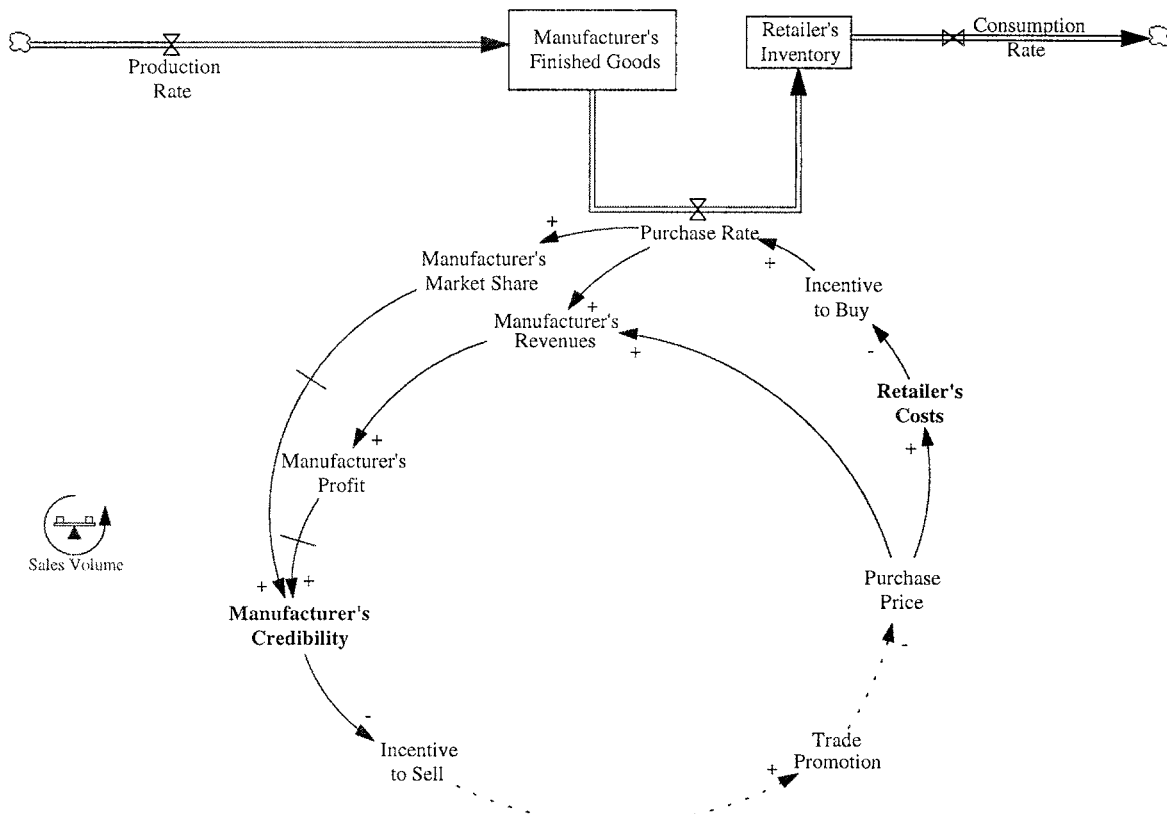 Manufacturer's
Finished Goods
Retailer's
Inventory
Consumption
Rate
Production
Rate
+
Purchase Rate
+
Manufacturer's
Market Share
Incentive
to Buy
+
Manufacturer's
Revenues
+
-
Retailer's
Costs
+
+
Manufacturer's
Profit
Sales Volume
+
+
Purchase
Price
Manufacturer's
Credibility
-
-
Incentive
to Sell
Trade
Promotion
+